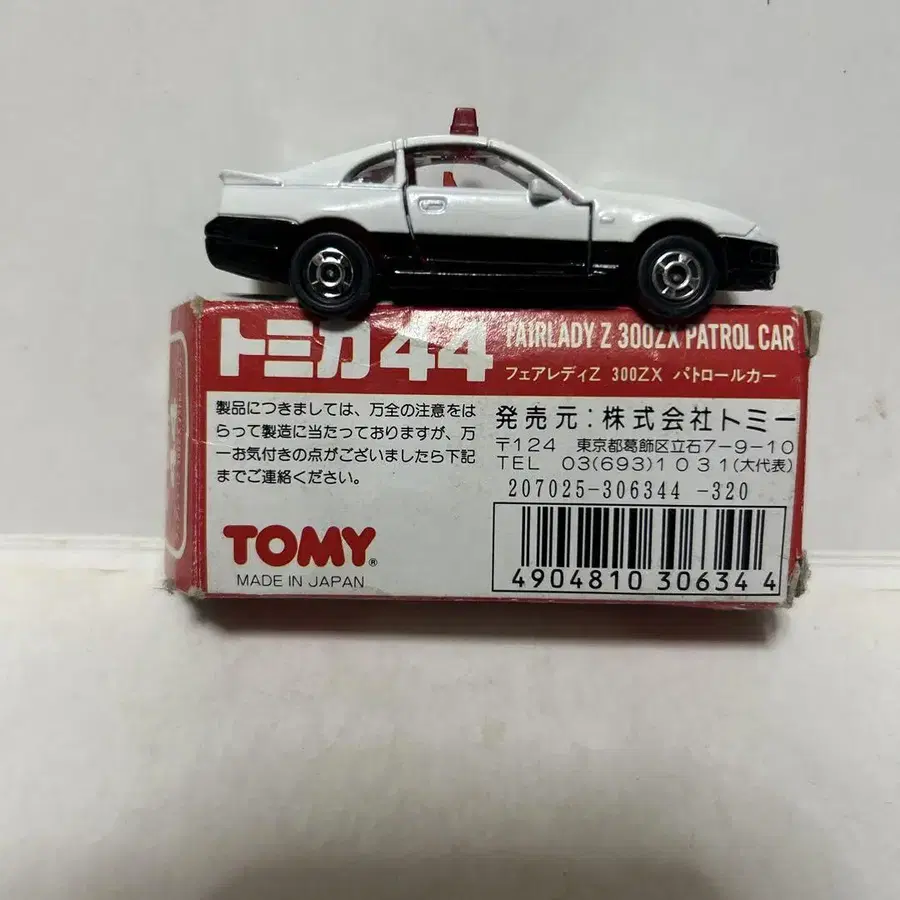 トミカ44 FAIRLADY Z 300ZX PATROL CAR
フェアレディZ 300ZX パトロールカー
製品につきましては、万全の注意をは
らって製造に当たっておりますが、万
一お気付きの点がございましたら下記
までご連絡ください。
発売元：株式会社トミー
〒124 東京都葛飾区立石7-9-10
TEL 03(693)1031(大代表)
207025-306344 -320
TOMY®
MADE IN JAPAN
4904810 306344